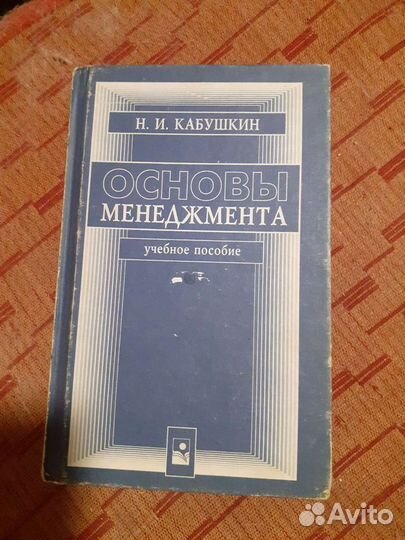 Н. И. КАБУШКИН
ОСНОВЫ
МЕНЕДЖМЕНТА
учебное пособие
Avito